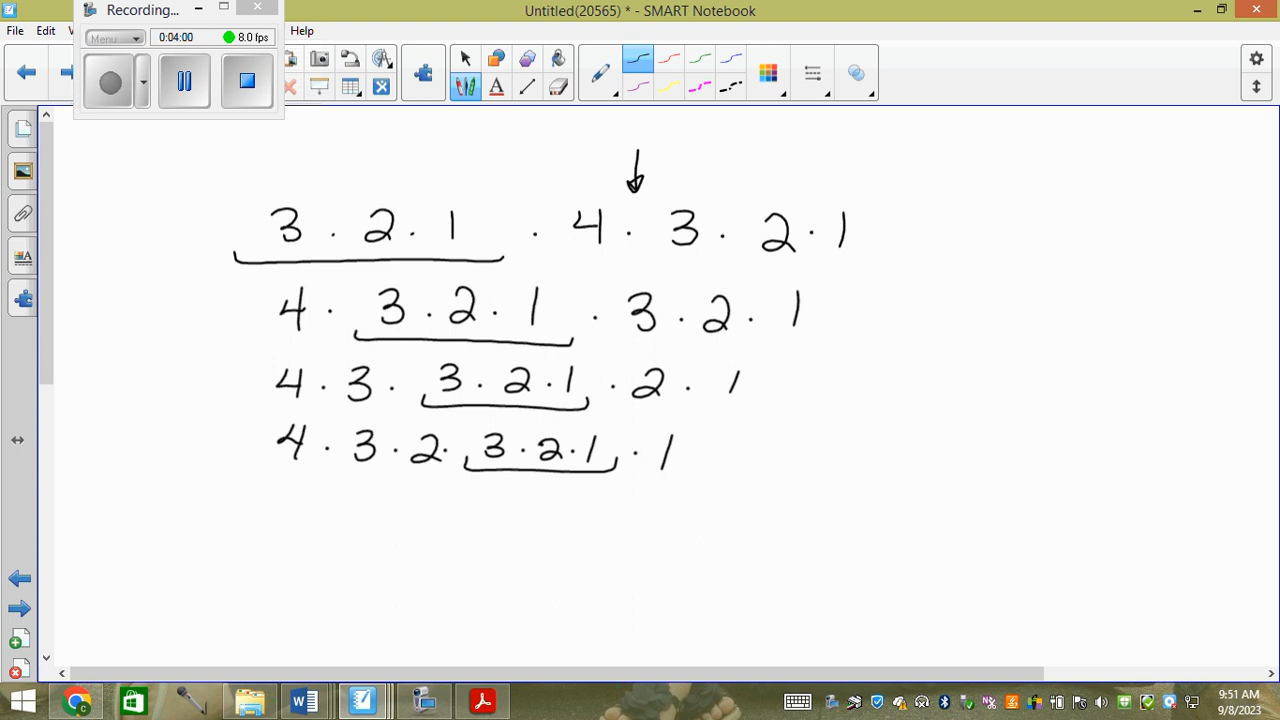 Recording...
Untitled(20565) * - SMART Notebook
Menu
0:04:00
8.0 fps
File
Edit
Help
3 · 2 · 1 · 4 · 3 · 2 · 1
4 · 3 · 2 · 1 · 3 · 2 · 1
4 · 3 · 3 · 2 · 1 · 2 · 1
4 · 3 · 2 · 3 · 2 · 1 · 1
9:51 AM
9/8/2023